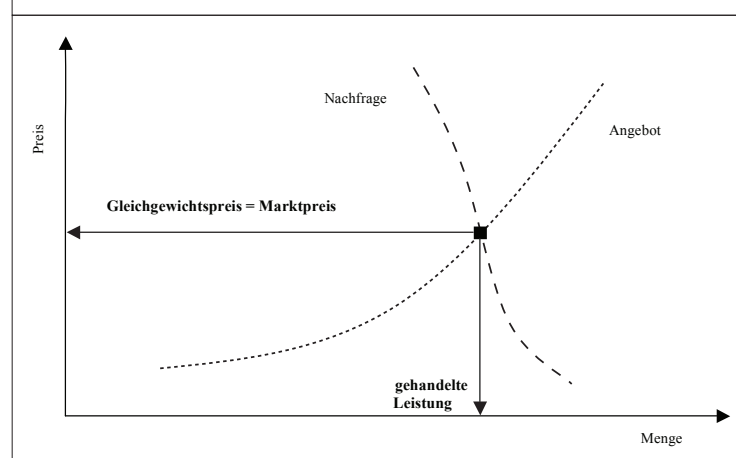 Nachfrage
Angebot
Preis
Gleichgewichtspreis = Marktpreis
gehandelte
Leistung
Menge